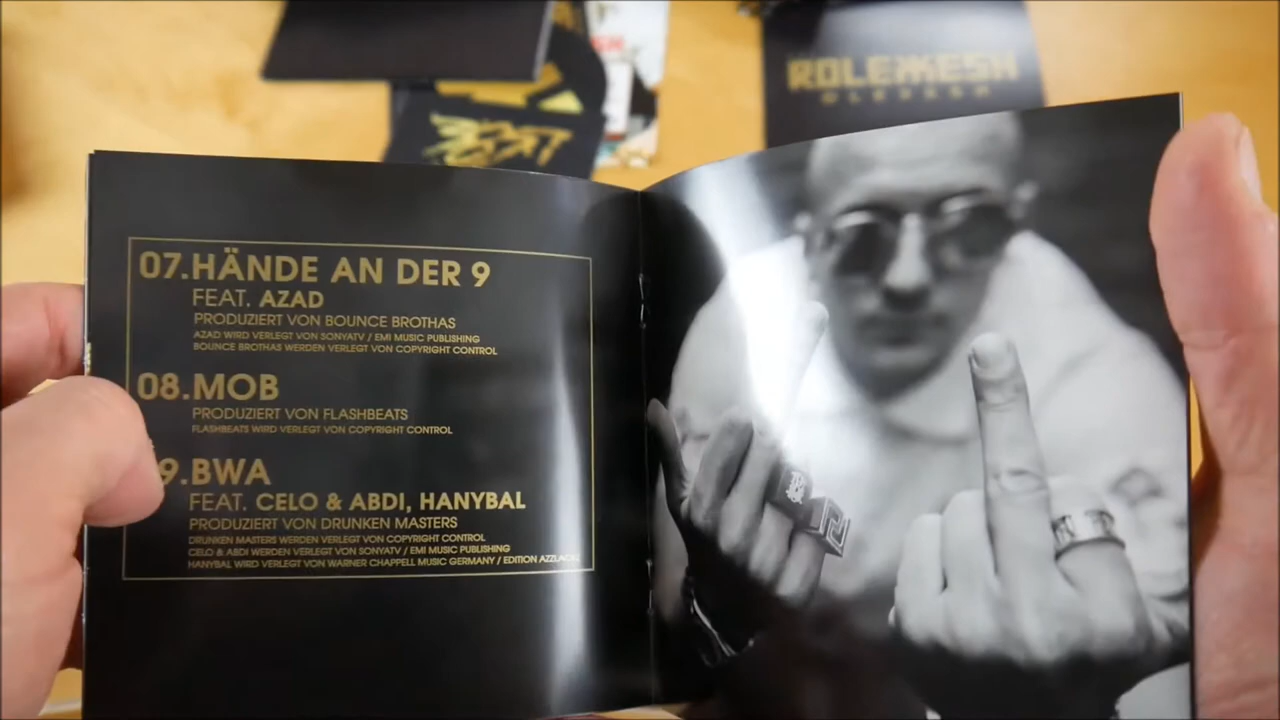 ROLEXXESH
07.HÄNDE AN DER 9
FEAT. AZAD
PRODUZIERT VON BOUNCE BROTHAS
AZAD WIRD VERLEGT VON SONYATV / EMI MUSIC PUBLISHING
BOUNCE BROTHAS WERDEN VERLEGT VON COPYRIGHT CONTROL
08.MOB
PRODUZIERT VON FLASHBEATS
FLASHBEATS WIRD VERLEGT VON COPYRIGHT CONTROL
9.BWA
FEAT. CELO & ABDI, HANYBAL
PRODUZIERT VON DRUNKEN MASTERS
DRUNKEN MASTERS WERDEN VERLEGT VON COPYRIGHT CONTROL
CELO & ABDI WERDEN VERLEGT VON SONYATV / EMI MUSIC PUBLISHING
HANYBAL WIRD VERLEGT VON WARNER CHAPPELL MUSIC GERMANY / EDITION AZZLACKZ